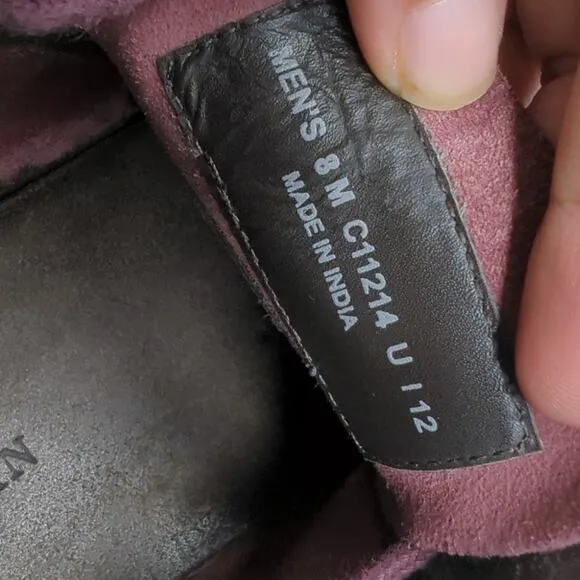 MEN'S 8 M C11214 U I 12
MADE IN INDIA